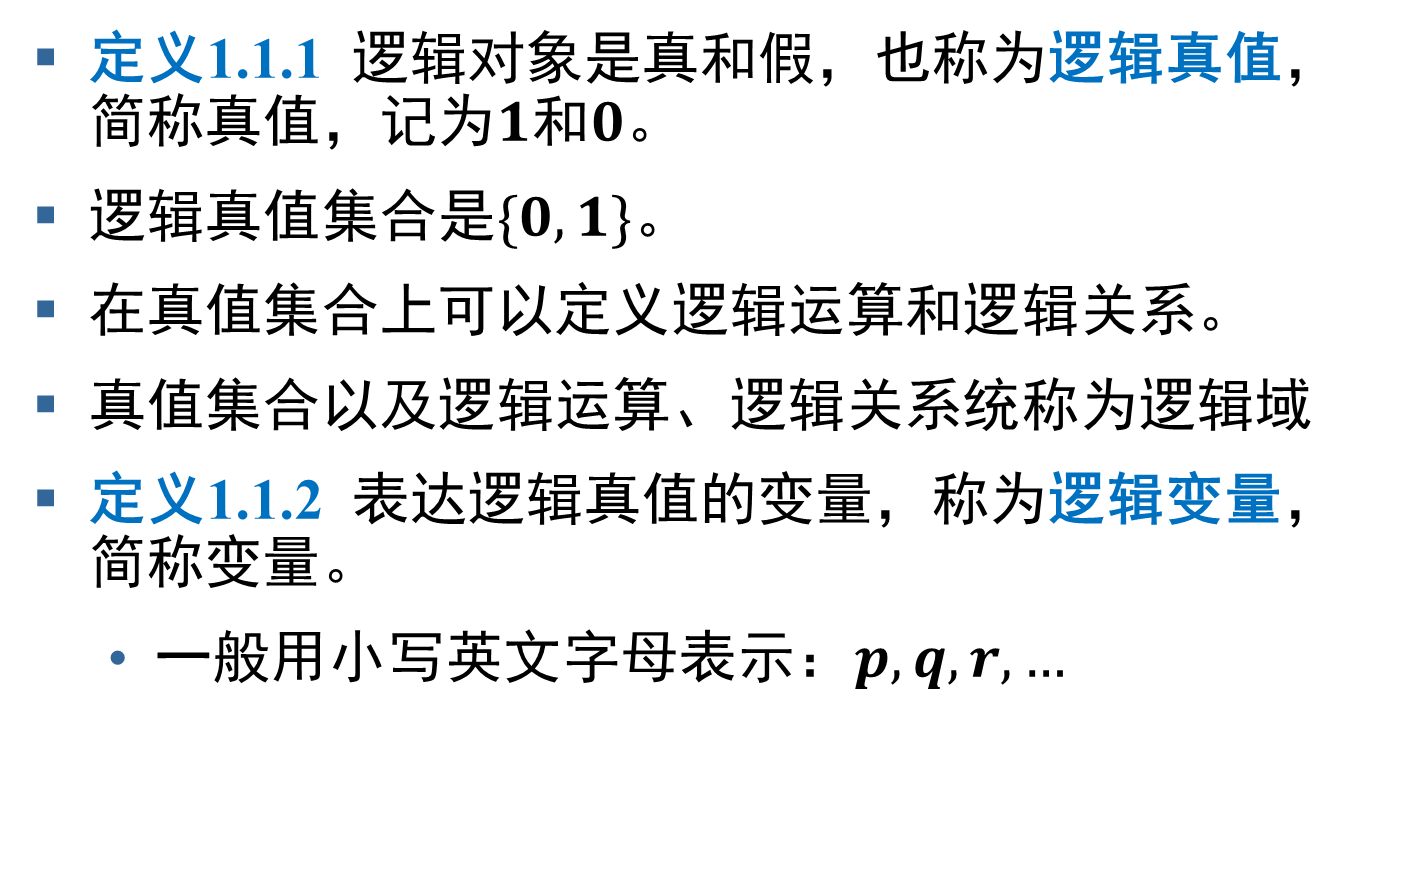 ▪ 定义1.1.1 逻辑对象是真和假，也称为逻辑真值，
简称真值，记为1和0。
▪ 逻辑真值集合是{0, 1}。
▪ 在真值集合上可以定义逻辑运算和逻辑关系。
▪ 真值集合以及逻辑运算、逻辑关系统称为逻辑域
▪ 定义1.1.2 表达逻辑真值的变量，称为逻辑变量，
简称变量。
• 一般用小写英文字母表示：p, q, r, ...